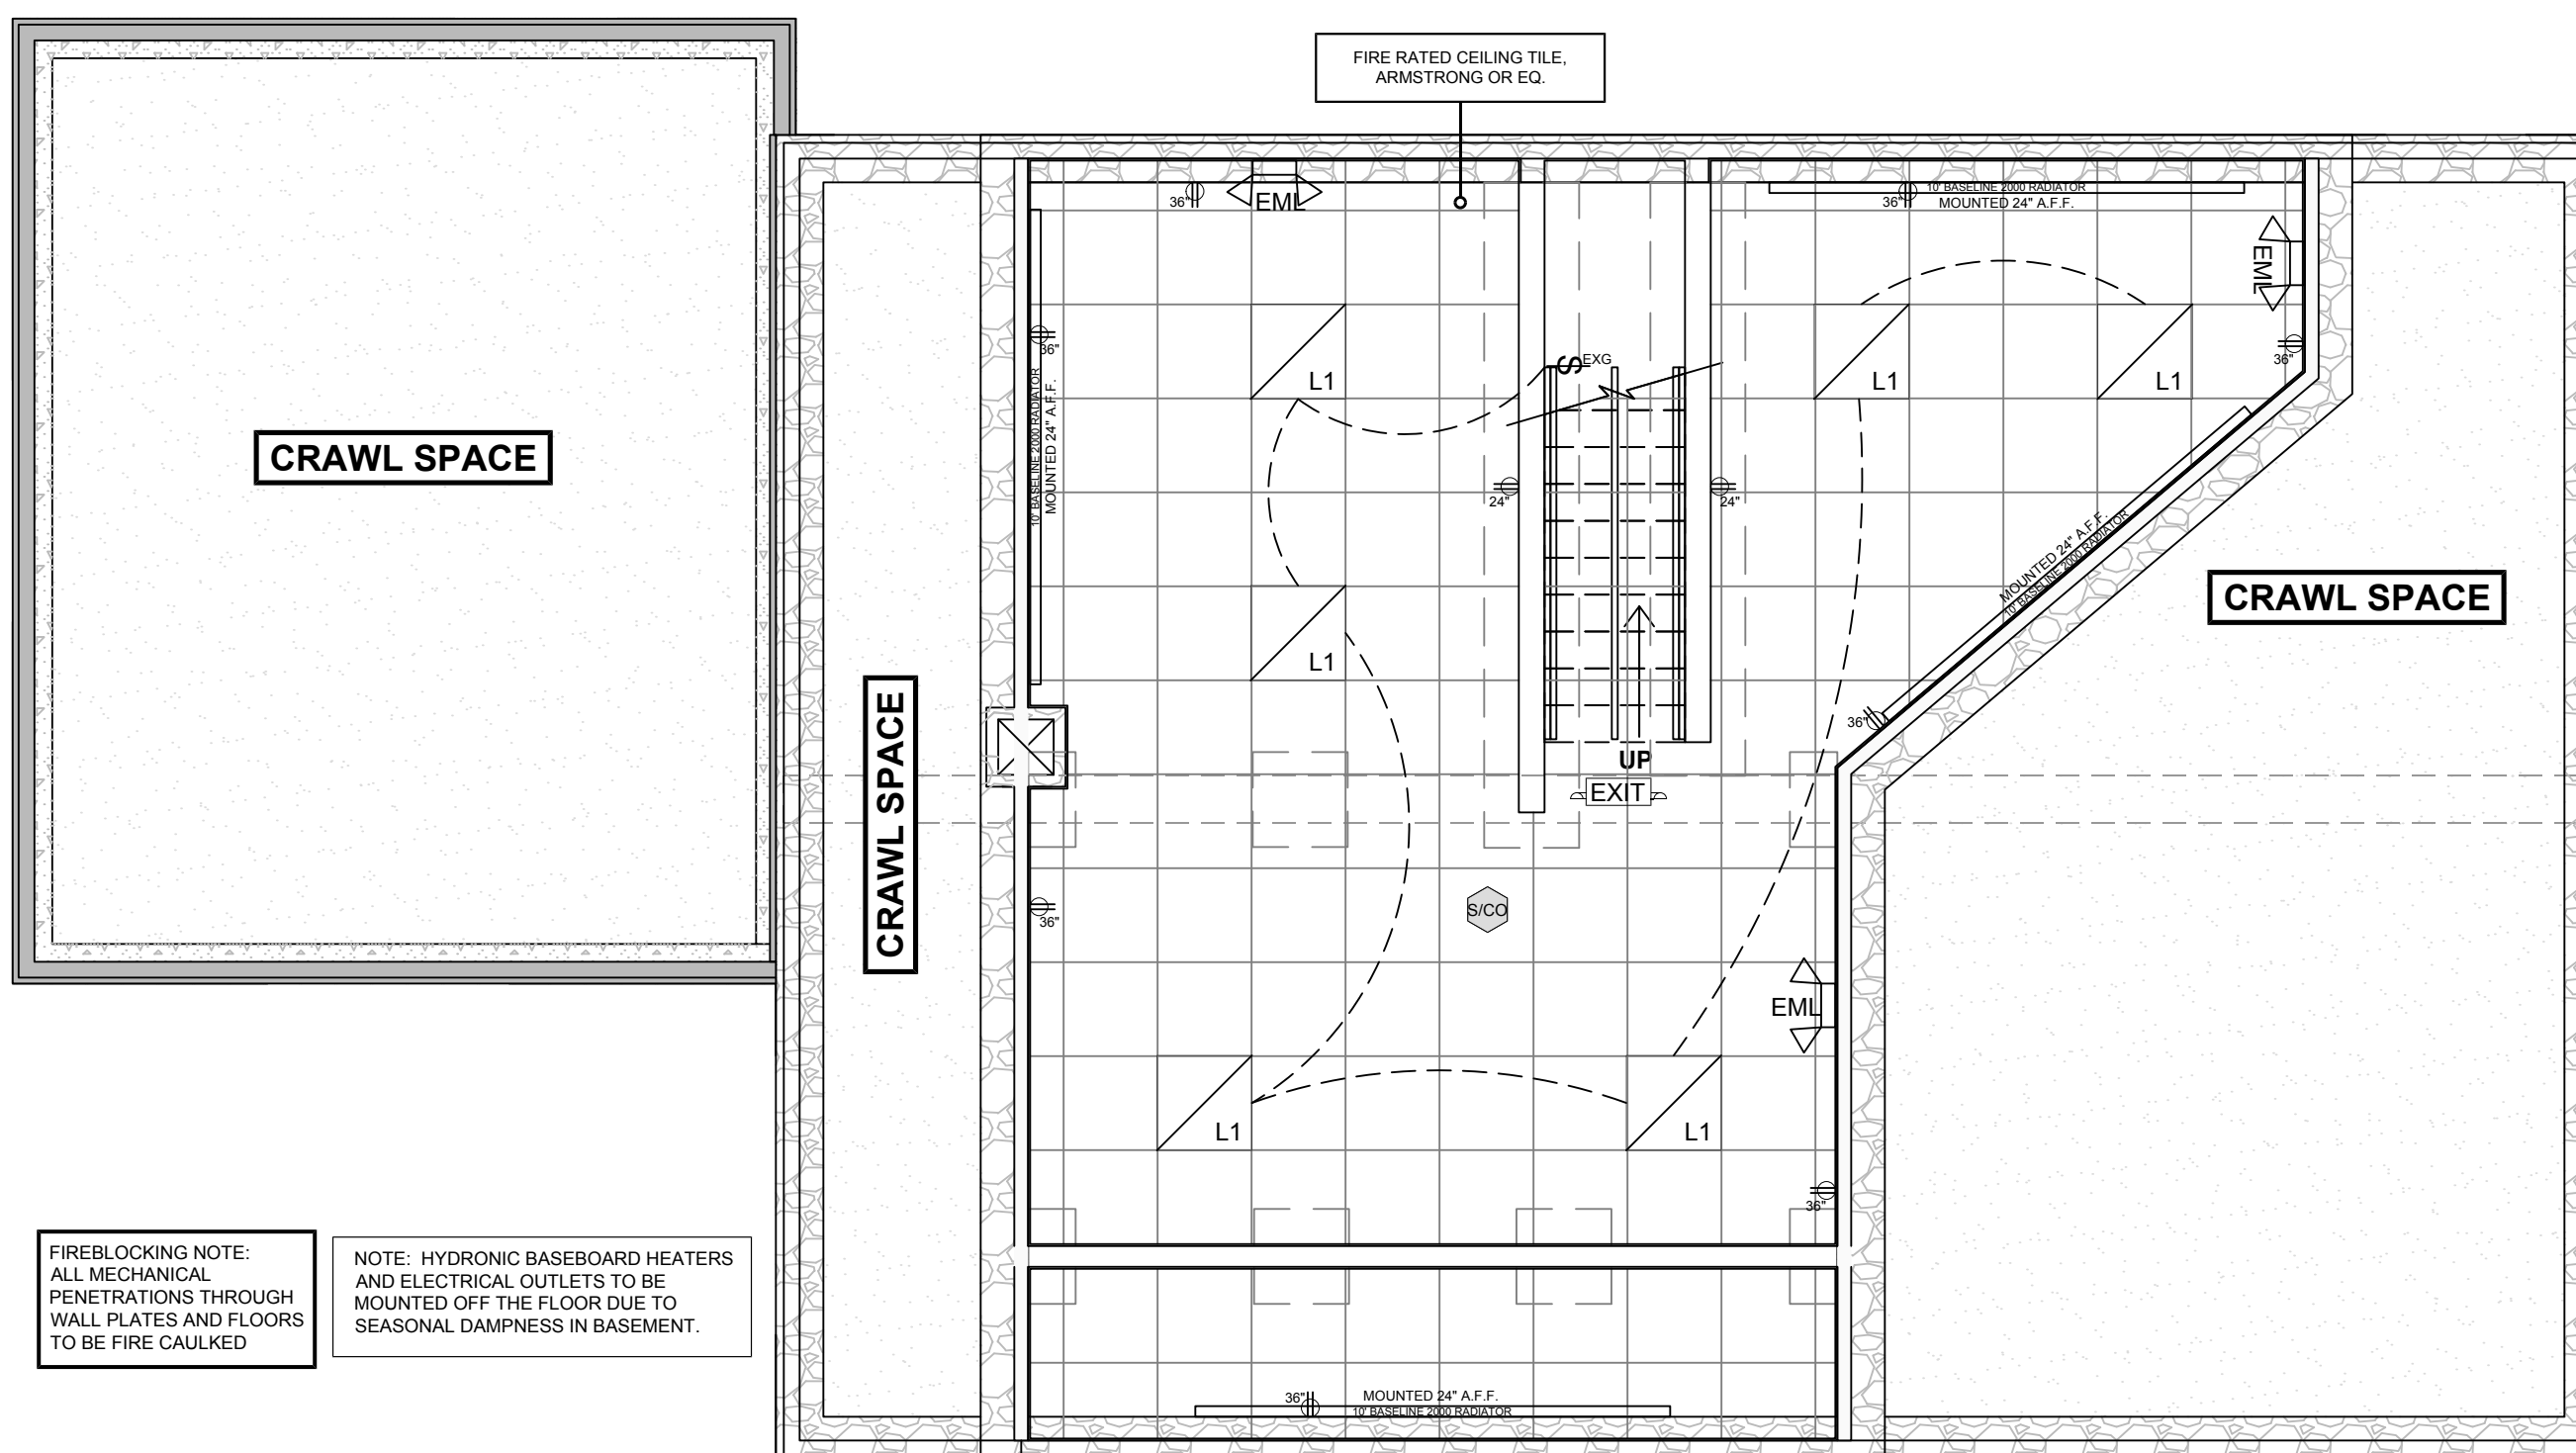 FIRE RATED CEILING TILE,
ARMSTRONG OR EQ.
36"
EML
10' BASELINE 2000 RADIATOR
36"
MOUNTED 24" A.F.F.
EML
36"
36"
S EXG
L1
L1
L1
10' BASELINE 2000 RADIATOR
MOUNTED 24" A.F.F.
CRAWL SPACE
24"
24"
MOUNTED 24" A.F.F.
10' BASELINE 2000 RADIATOR
CRAWL SPACE
L1
36"
CRAWL SPACE
UP
EXIT
S/CO
36"
EML
L1
L1
36"
FIREBLOCKING NOTE:
ALL MECHANICAL
PENETRATIONS THROUGH
WALL PLATES AND FLOORS
TO BE FIRE CAULKED
NOTE: HYDRONIC BASEBOARD HEATERS
AND ELECTRICAL OUTLETS TO BE
MOUNTED OFF THE FLOOR DUE TO
SEASONAL DAMPNESS IN BASEMENT.
36"
MOUNTED 24" A.F.F.
10' BASELINE 2000 RADIATOR